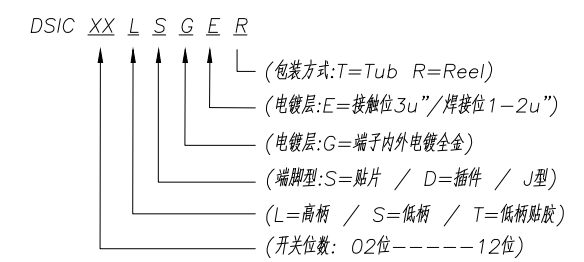 DSIC XX L S G E R
(包装方式:T=Tub R=Reel)
(电镀层:E=接触位3u”/焊接位1-2u”)
(电镀层:G=端子内外电镀全金)
(端脚型:S=贴片 / D=插件 / J型)
(L=高柄 / S=低柄 / T=低柄贴胶)
(开关位数: 02位-----12位)